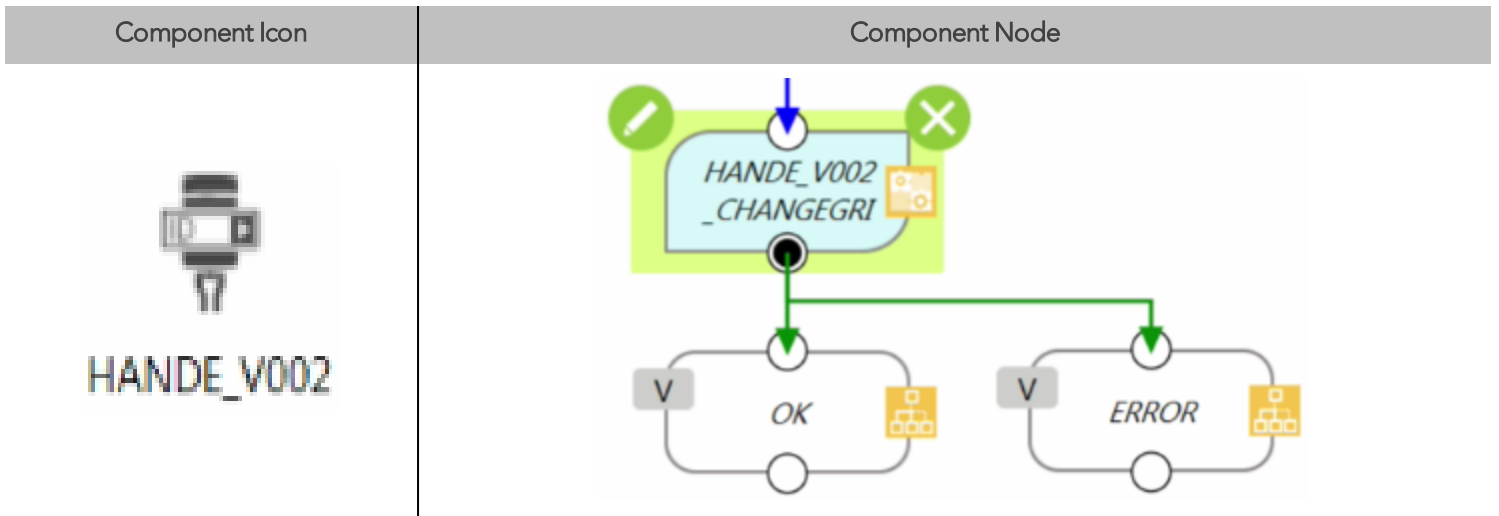 Component Icon
Component Node
HANDE_V002
HANDE_V002
_CHANGEGRI
V
OK
V
ERROR